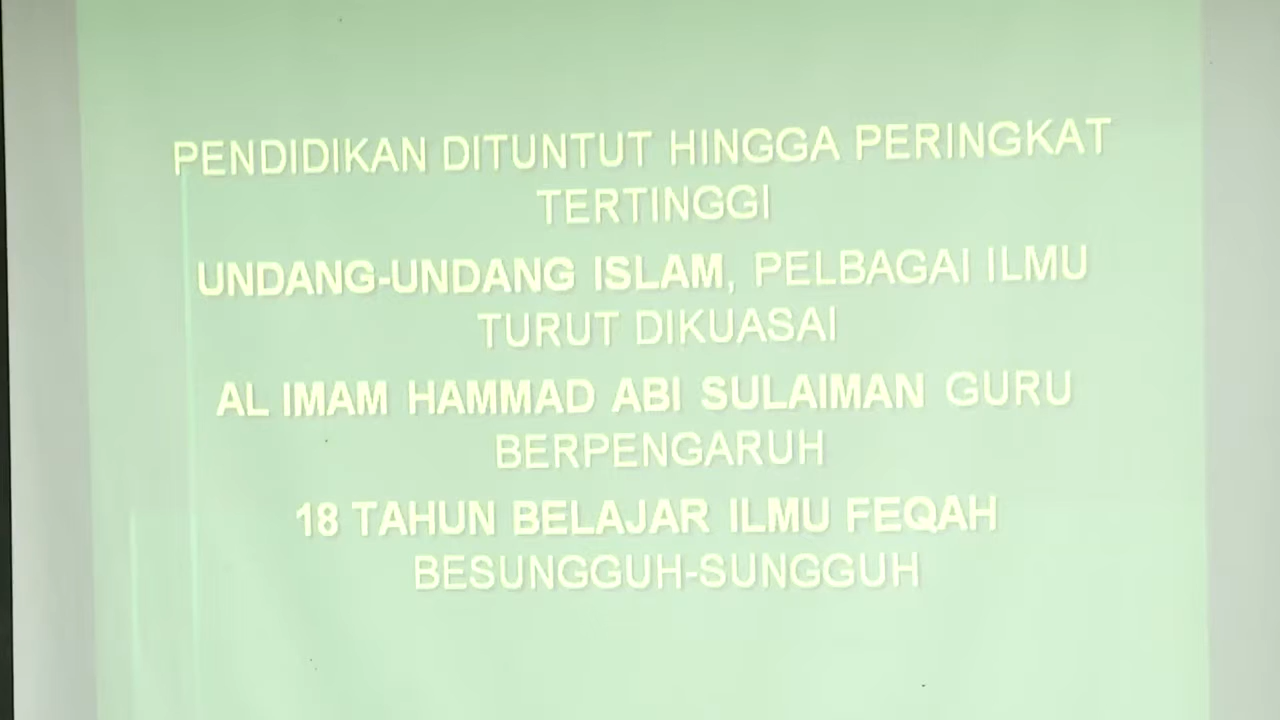 PENDIDIKAN DITUNTUT HINGGA PERINGKAT
TERTINGGI
UNDANG-UNDANG ISLAM, PELBAGAI ILMU
TURUT DIKUASAI
AL IMAM HAMMAD ABI SULAIMAN GURU
BERPENGARUH
18 TAHUN BELAJAR ILMU FEQAH
BESUNGGUH-SUNGGUH